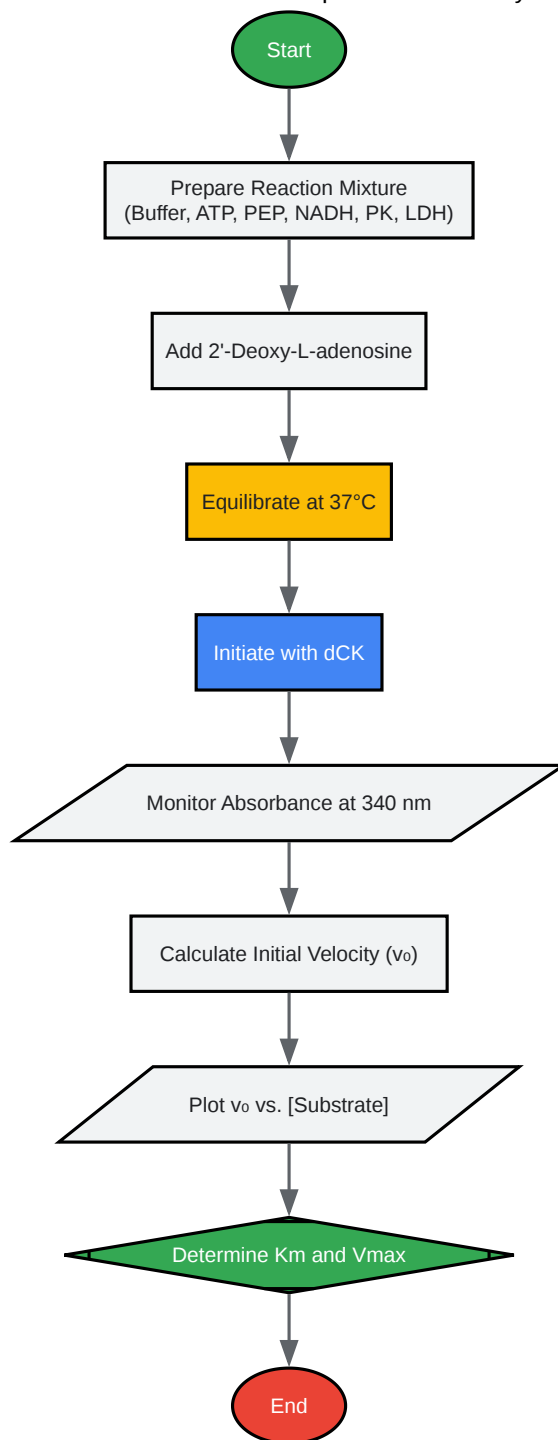 Start
Prepare Reaction Mixture
(Buffer, ATP, PEP, NADH, PK, LDH)
Add 2'-Deoxy-L-adenosine
Equilibrate at 37°C
Initiate with dCK
Monitor Absorbance at 340 nm
Calculate Initial Velocity (v₀)
Plot v₀ vs. [Substrate]
Determine Km and Vmax
End